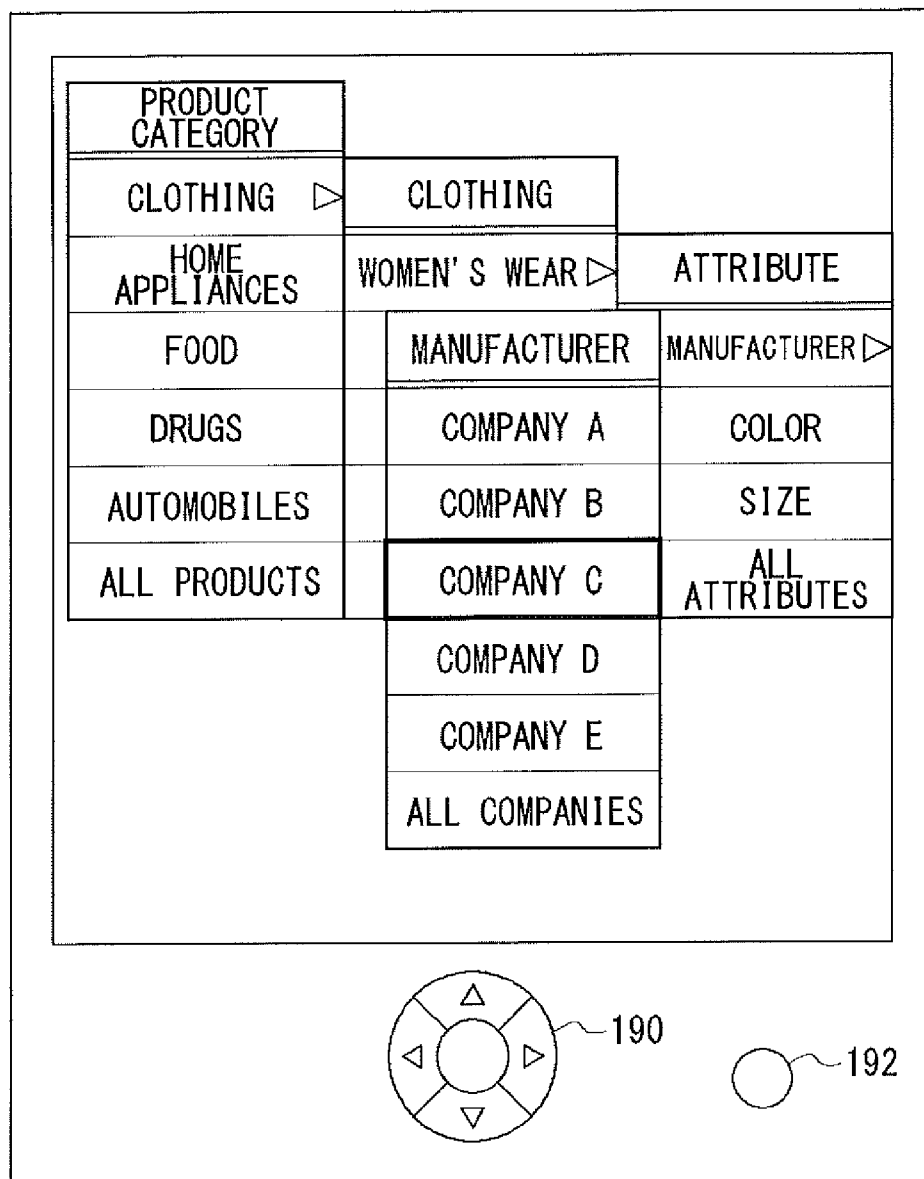 PRODUCT
CATEGORY
CLOTHING
HOME
APPLIANCES
FOOD
DRUGS
AUTOMOBILES
ALL PRODUCTS
CLOTHING
WOMEN'S WEAR
ATTRIBUTE
MANUFACTURER
COLOR
SIZE
ALL
ATTRIBUTES
MANUFACTURER
COMPANY A
COMPANY B
COMPANY C
COMPANY D
COMPANY E
ALL COMPANIES
190
192